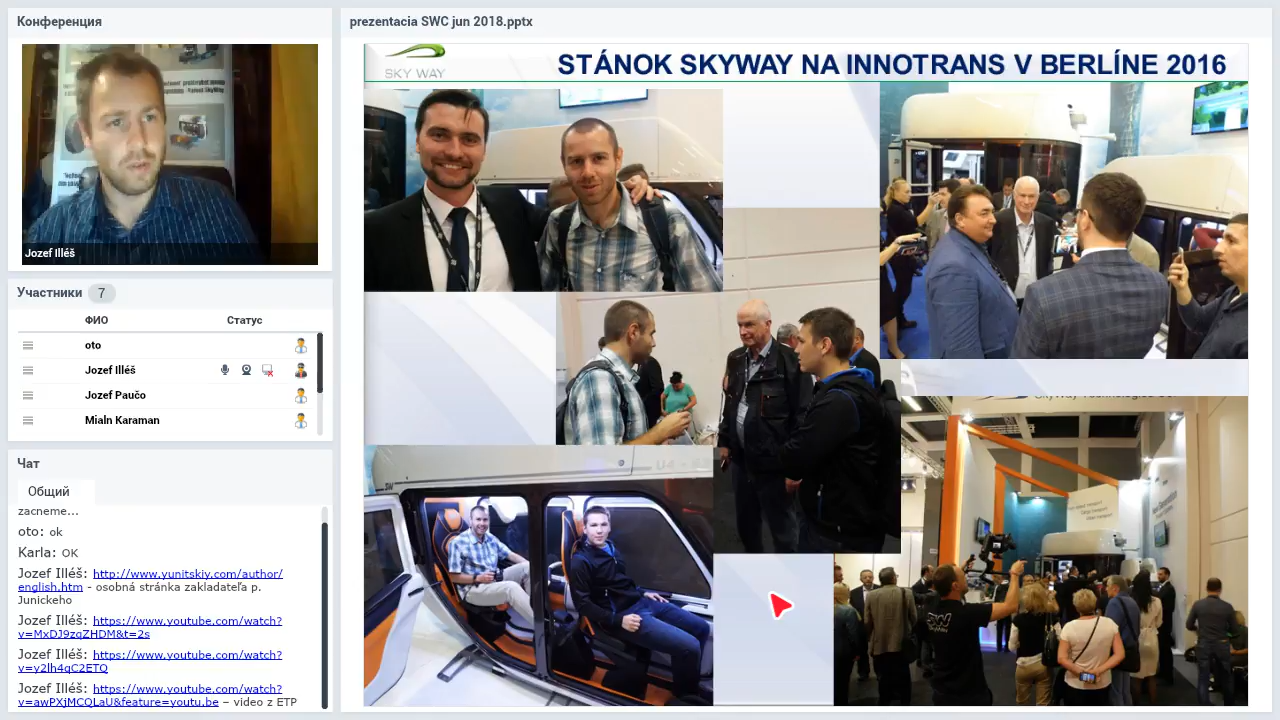 Конференция
Jozef Illéš
Участники 7
ФИО Статус
oto
Jozef Illéš
Jozef Paučo
Mialn Karaman
Чат
Общий
zacneme...
oto: ok
Karla: OK
Jozef Illéš: http://www.yunitskiy.com/author/
english.htm - osobná stránka zakladateľa p.
Junickeho
Jozef Illéš: https://www.youtube.com/watch?
v=MxDJ9zqZHDM&t=2s
Jozef Illéš: https://www.youtube.com/watch?
v=y2lh4qC2ETQ
Jozef Illéš: https://www.youtube.com/watch?
v=awPXjMCQLaU&feature=youtu.be – video z ETP
prezentacia SWC jun 2018.pptx
SKY WAY
STÁNOK SKYWAY NA INNOTRANS V BERLÍNE 2016
SW
SkyWay